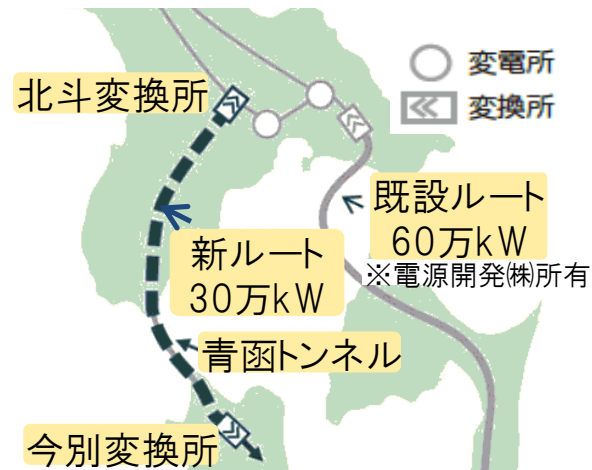 変電所
変換所
北斗変換所
既設ルート
60万kW
※電源開発㈱所有
新ルート
30万kW
青函トンネル
今別変換所